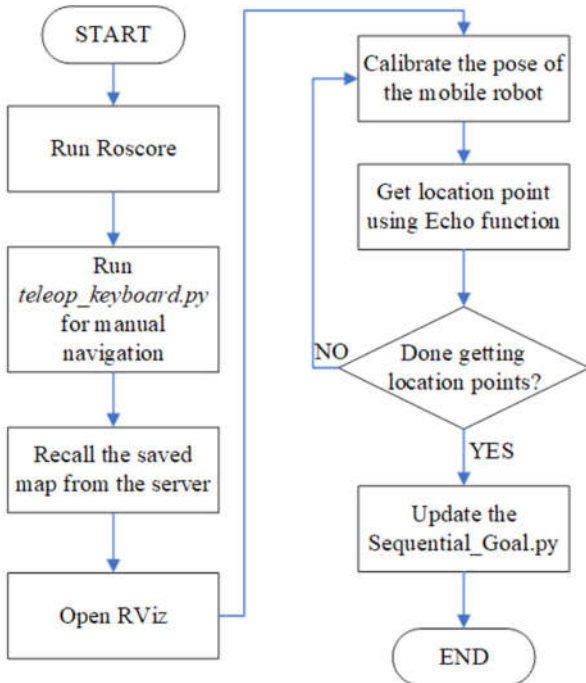 START
Run Roscore
Run
teleop_keyboard.py
for manual
navigation
Recall the saved
map from the server
Open RViz
Calibrate the pose of
the mobile robot
Get location point
using Echo function
Done getting
location points?
NO
YES
Update the
Sequential_Goal.py
END